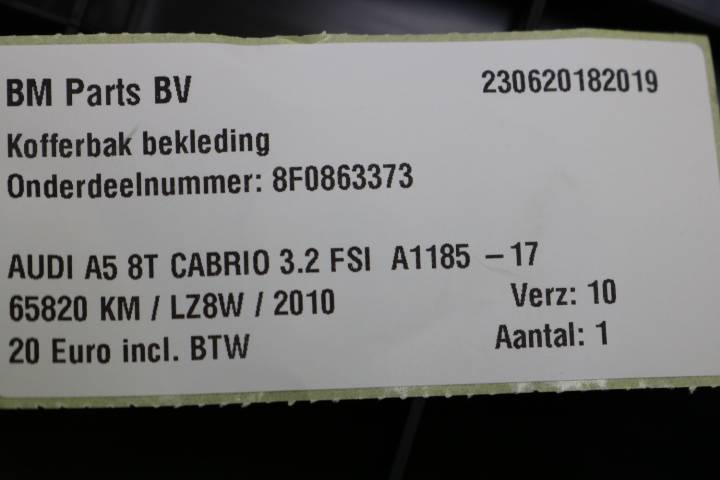 BM Parts BV 230620182019
Kofferbak bekleding
Onderdeelnummer: 8F0863373
AUDI A5 8T CABRIO 3.2 FSI A1185 – 17
65820 KM / LZ8W / 2010 Verz: 10
20 Euro incl. BTW Aantal: 1